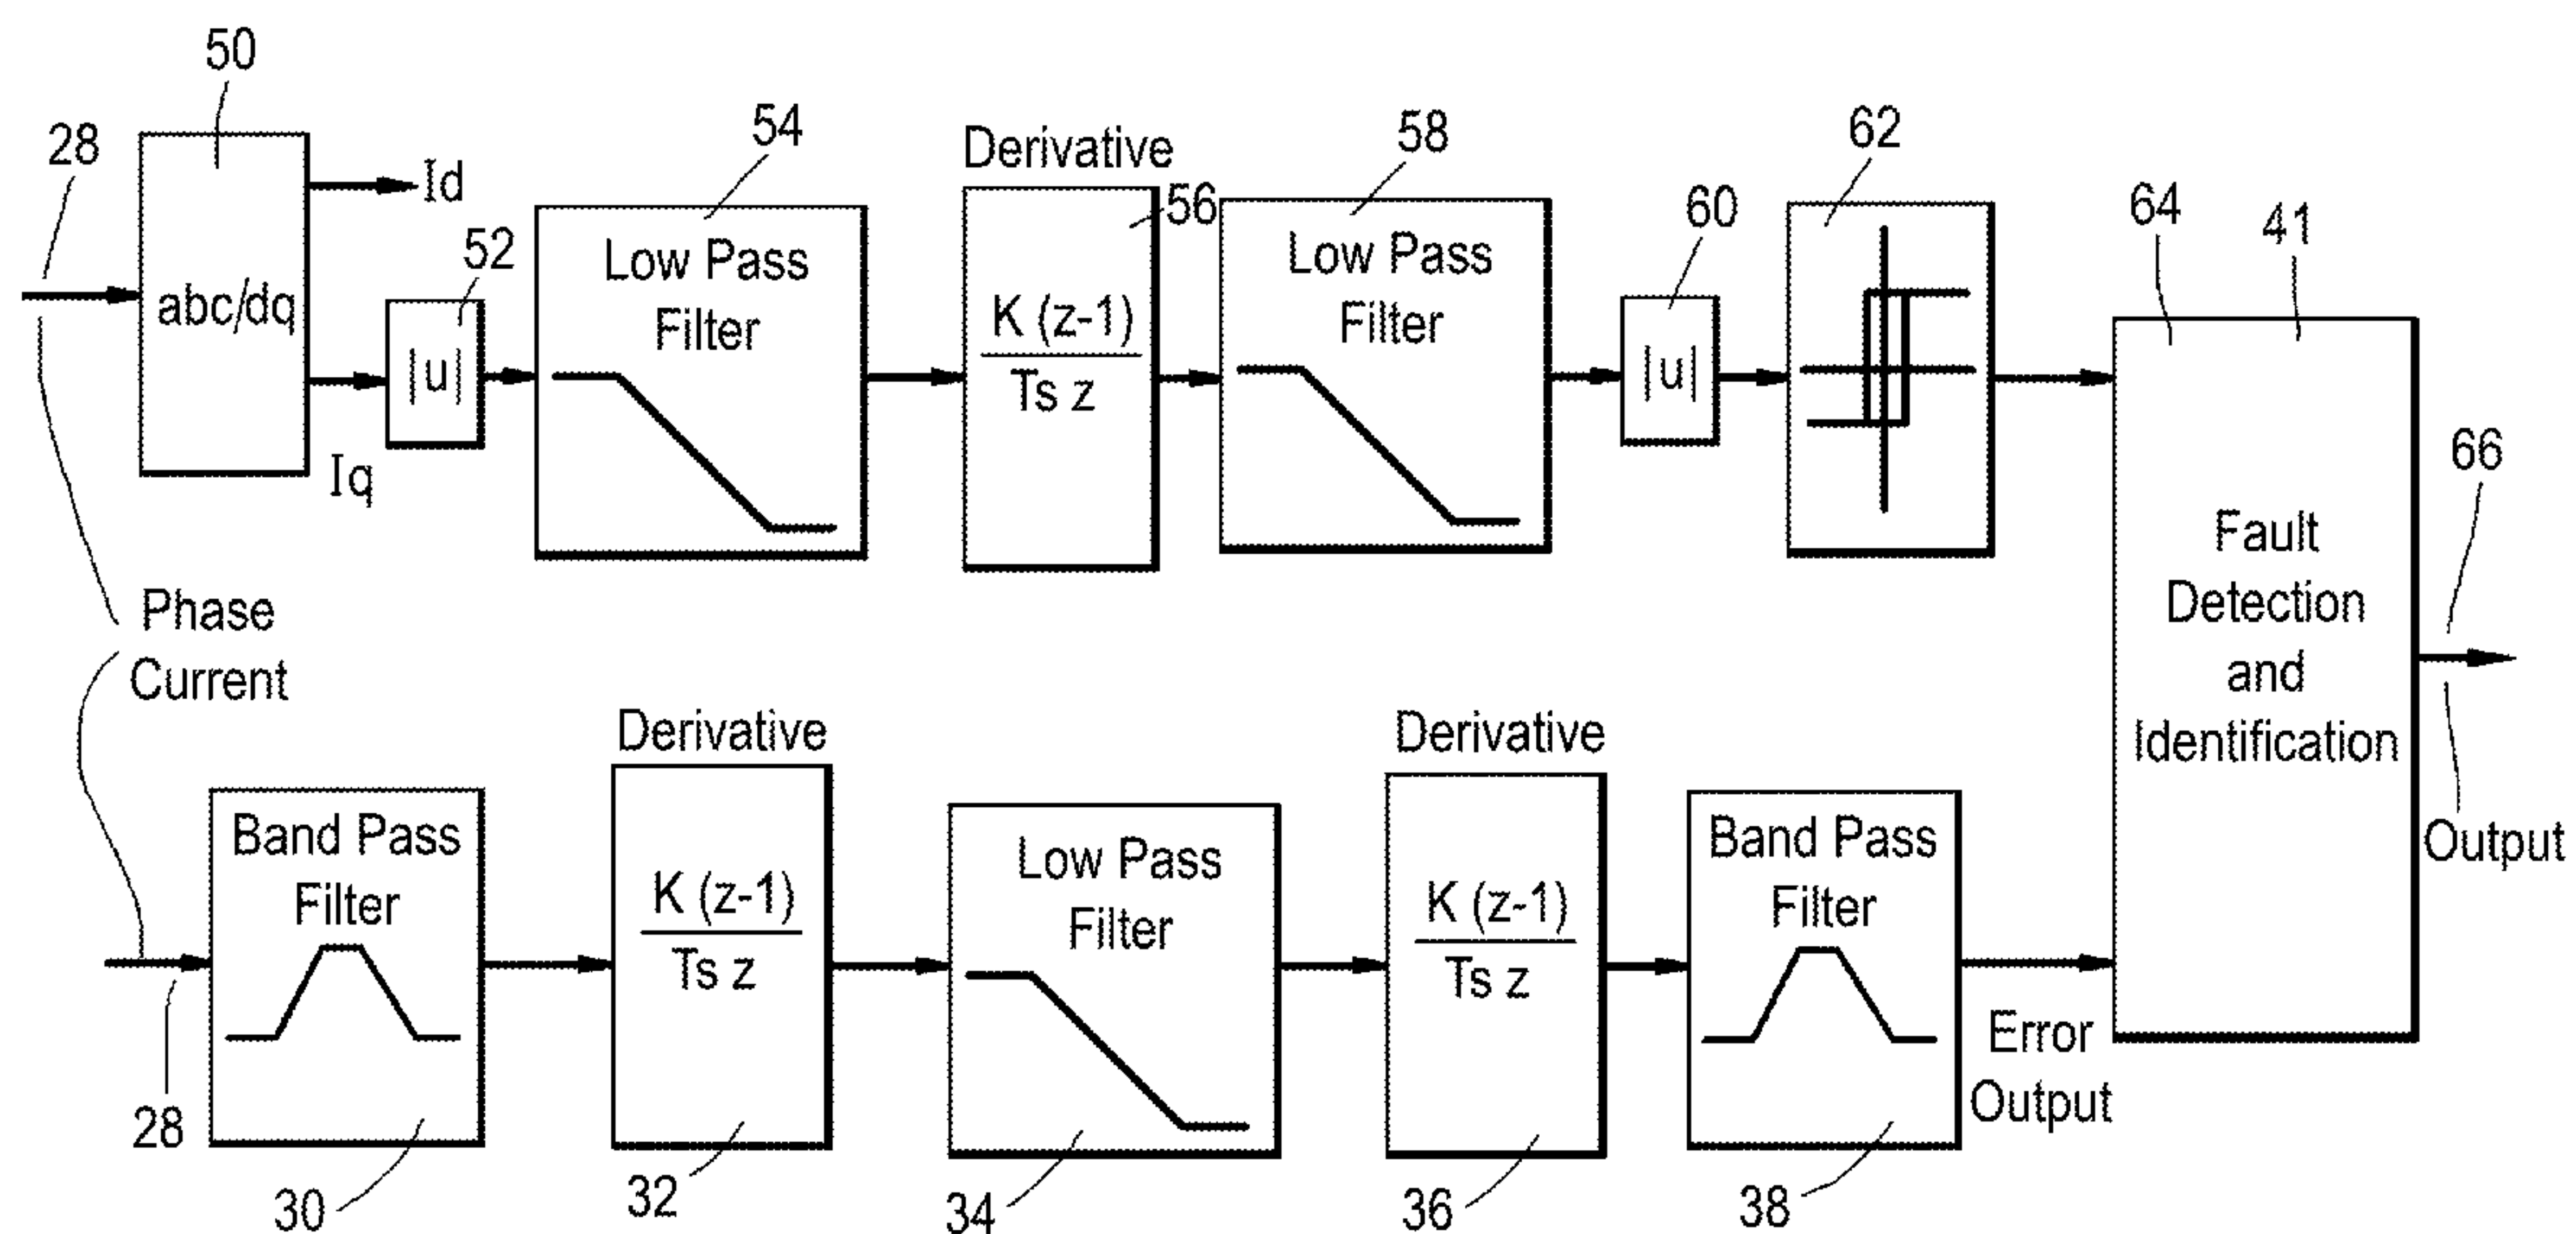 50
28
Id
abc/dq
Iq
52
|u|
54
Low Pass
Filter
Derivative
56
K (z-1)
Ts z
58
Low Pass
Filter
60
|u|
62
64
41
Fault
Detection
and
Identification
66
Output
Phase
Current
28
Band Pass
Filter
30
Derivative
K (z-1)
Ts z
32
Low Pass
Filter
34
Derivative
K (z-1)
Ts z
36
Band Pass
Filter
38
Error
Output